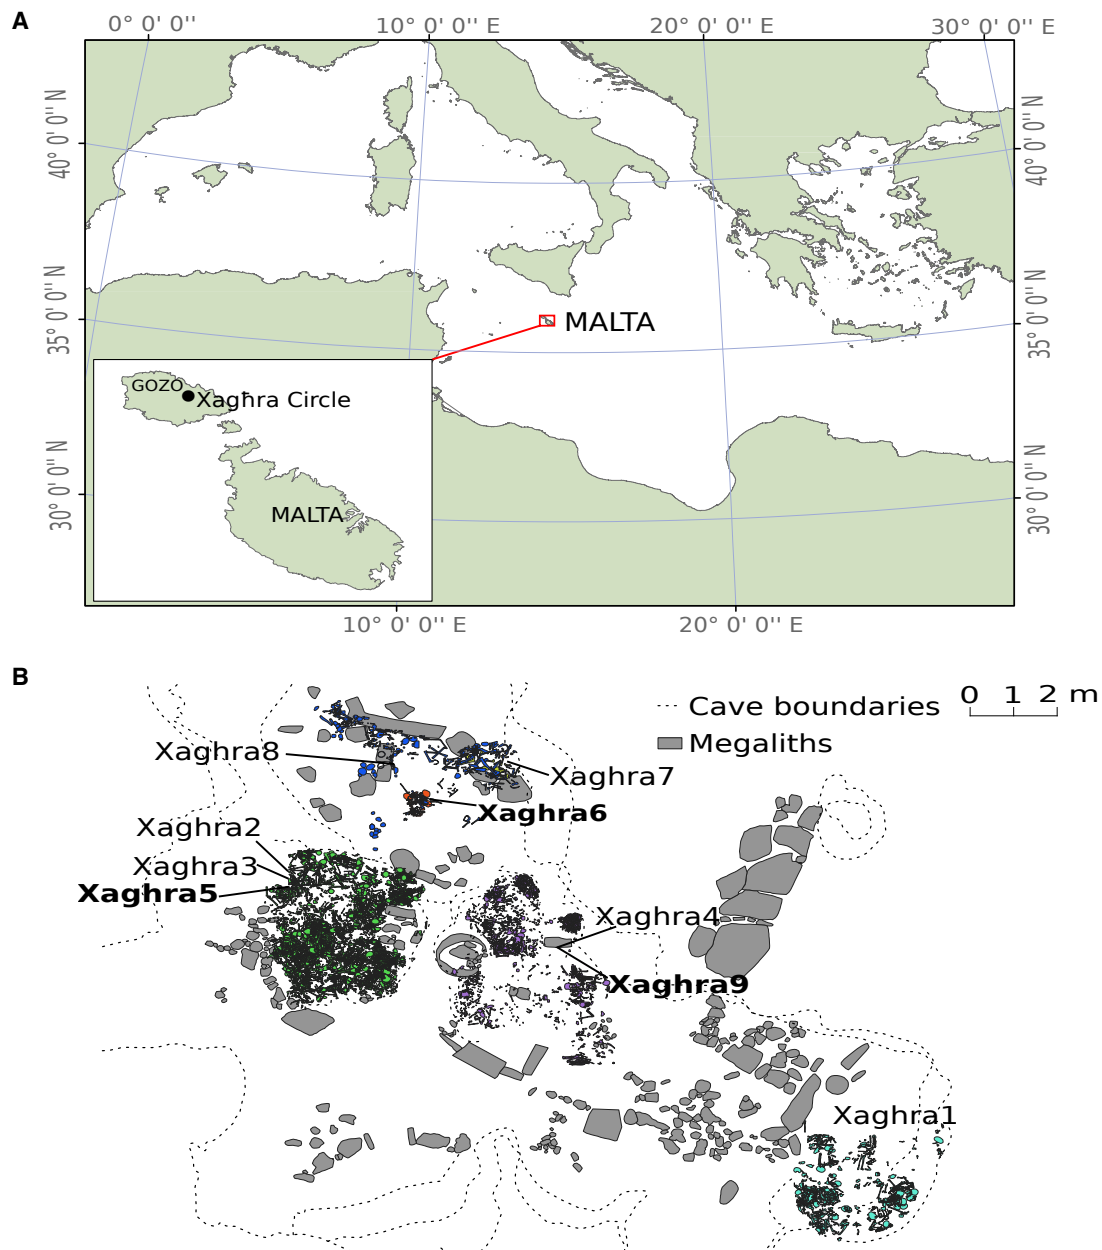 A
0° 0' 0'' 10° 0' 0'' E 20° 0' 0'' E 30° 0' 0'' E
40° 0' 0'' N
40° 0' 0'' N
35° 0' 0'' N
35° 0' 0'' N
MALTA
GOZO
Xagħra Circle
30° 0' 0'' N
30° 0' 0'' N
MALTA
10° 0' 0'' E 20° 0' 0'' E
B
Cave boundaries
0 1 2 m
Megaliths
Xaghra8
Xaghra7
Xaghra6
Xaghra2
Xaghra3
Xaghra5
Xaghra4
Xaghra9
Xaghra1